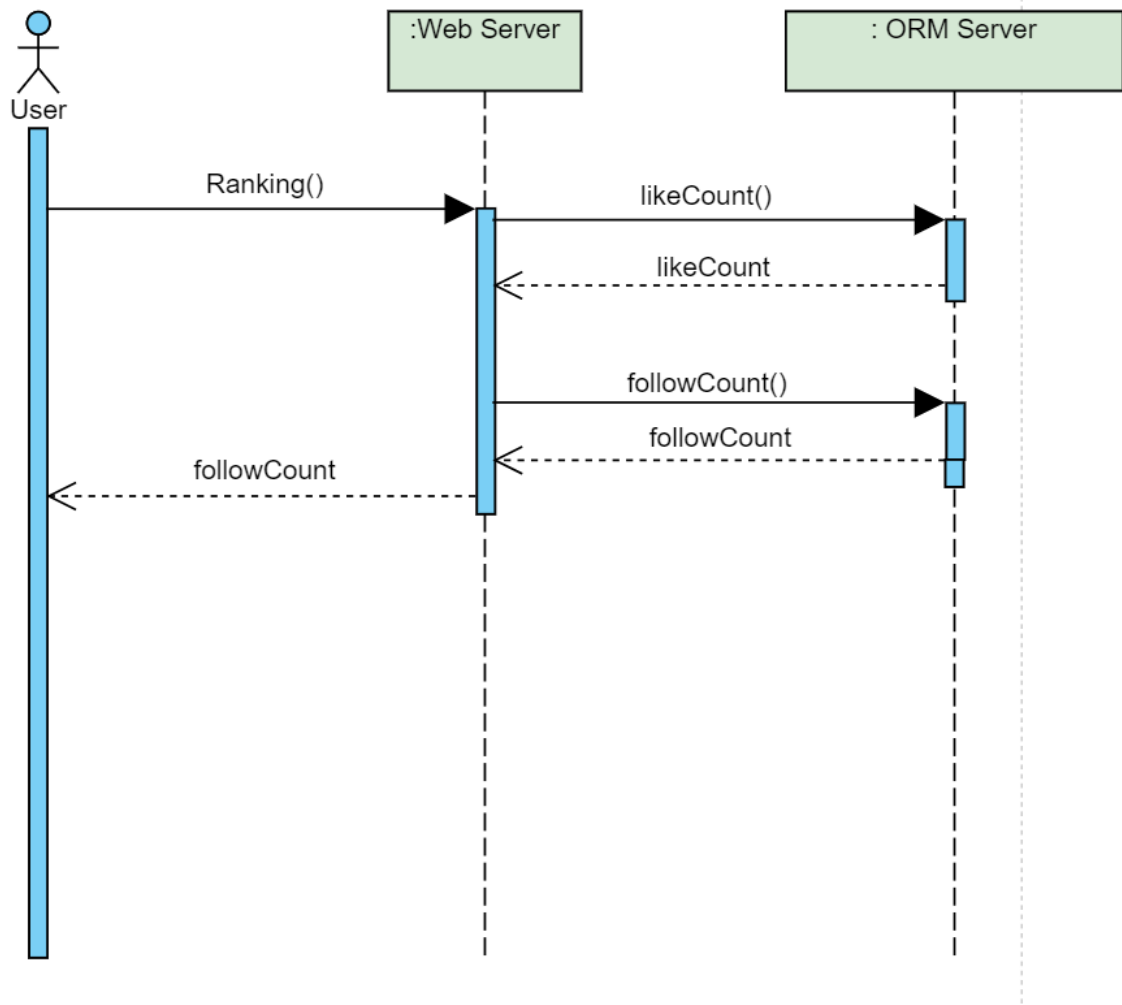 :Web Server
: ORM Server
User
Ranking()
likeCount()
likeCount
followCount()
followCount
followCount